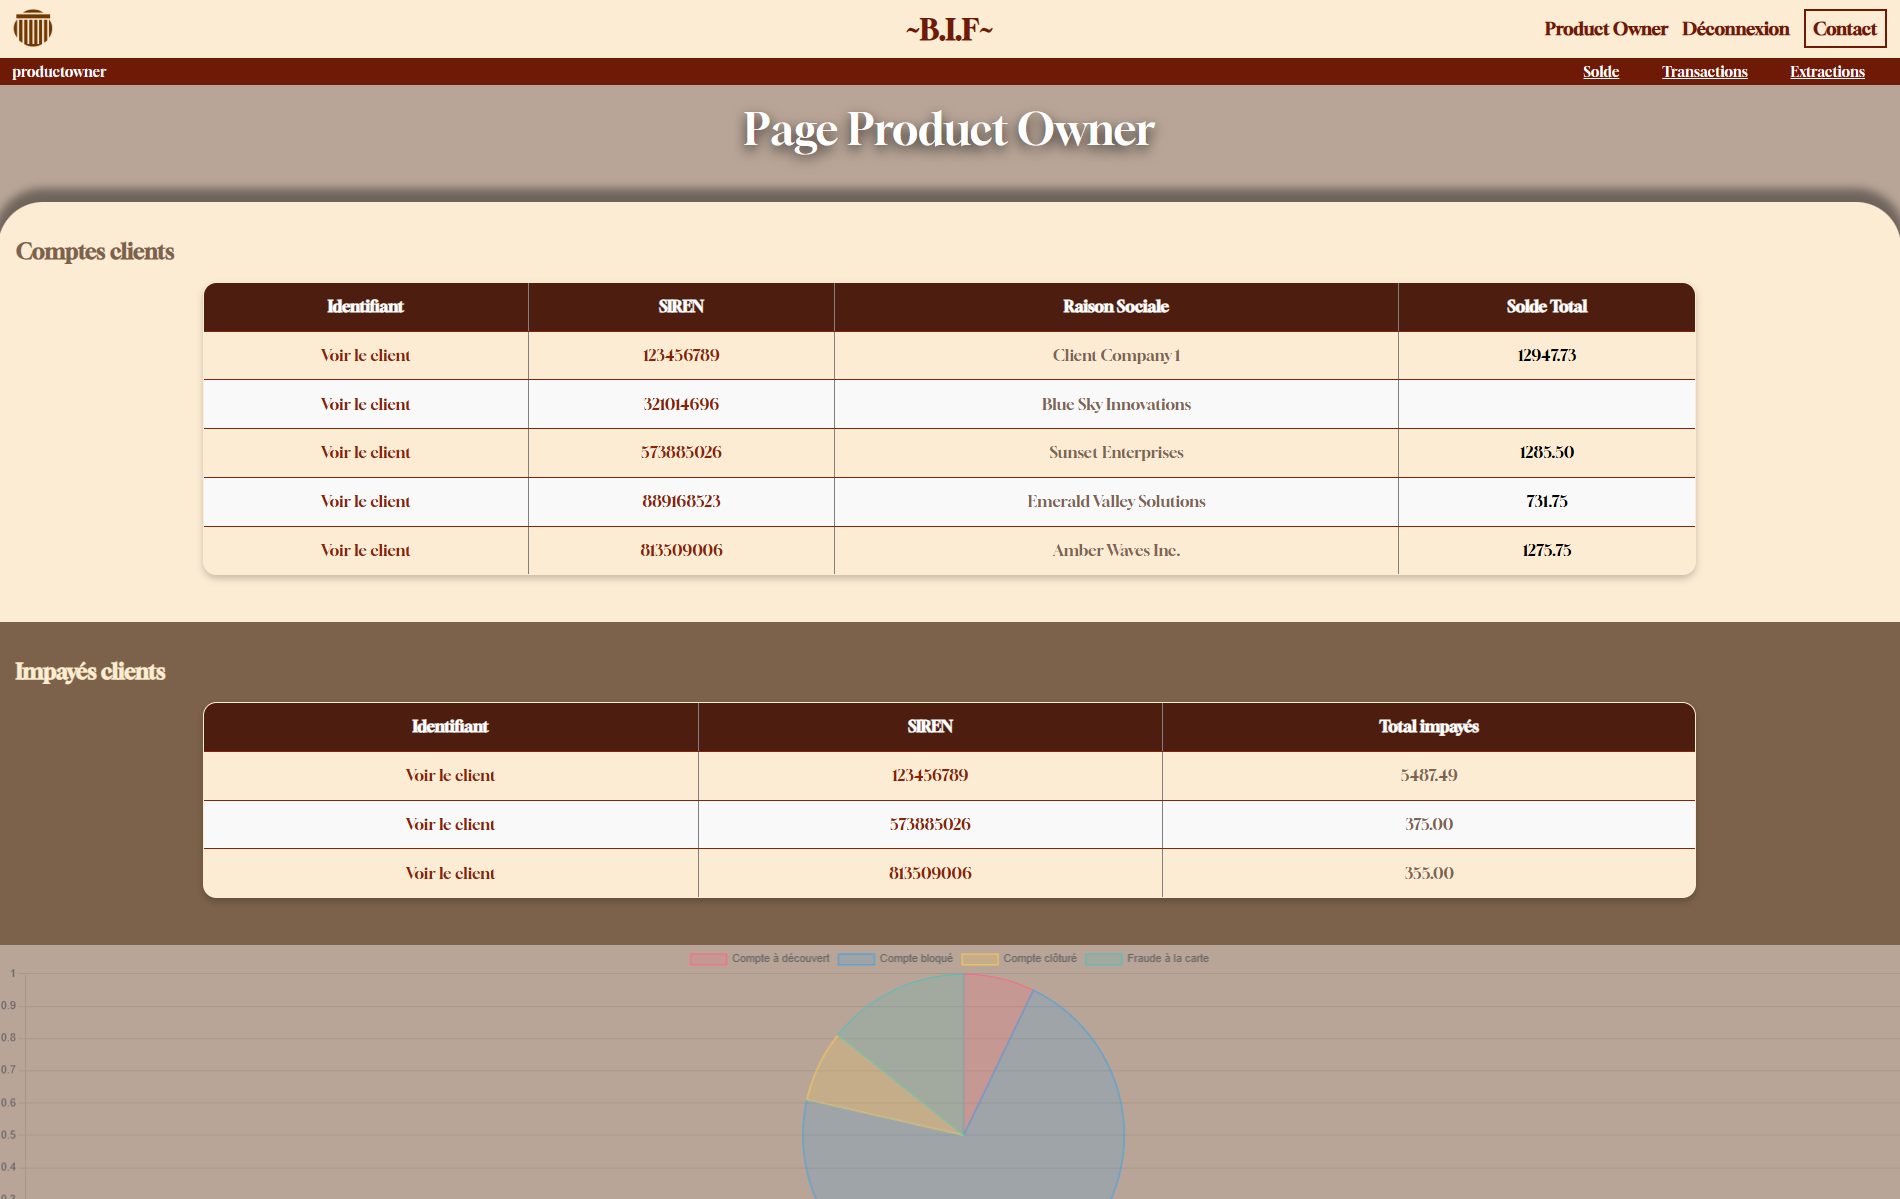 ~B.I.F~
Product Owner Déconnexion Contact
productowner
Solde Transactions Extractions
Page Product Owner
Comptes clients
Identifiant SIREN Raison Sociale Solde Total
Voir le client 123456789 Client Company 1 12947.73
Voir le client 321014696 Blue Sky Innovations
Voir le client 573885026 Sunset Enterprises 1285.50
Voir le client 889168523 Emerald Valley Solutions 731.75
Voir le client 813509006 Amber Waves Inc. 1275.75
Impayés clients
Identifiant SIREN Total impayés
Voir le client 123456789 5487.49
Voir le client 573885026 375.00
Voir le client 813509006 355.00
Compte à découvert Compte bloqué Compte clôturé Fraude à la carte
1
0.9
0.8
0.7
0.6
0.5
0.4